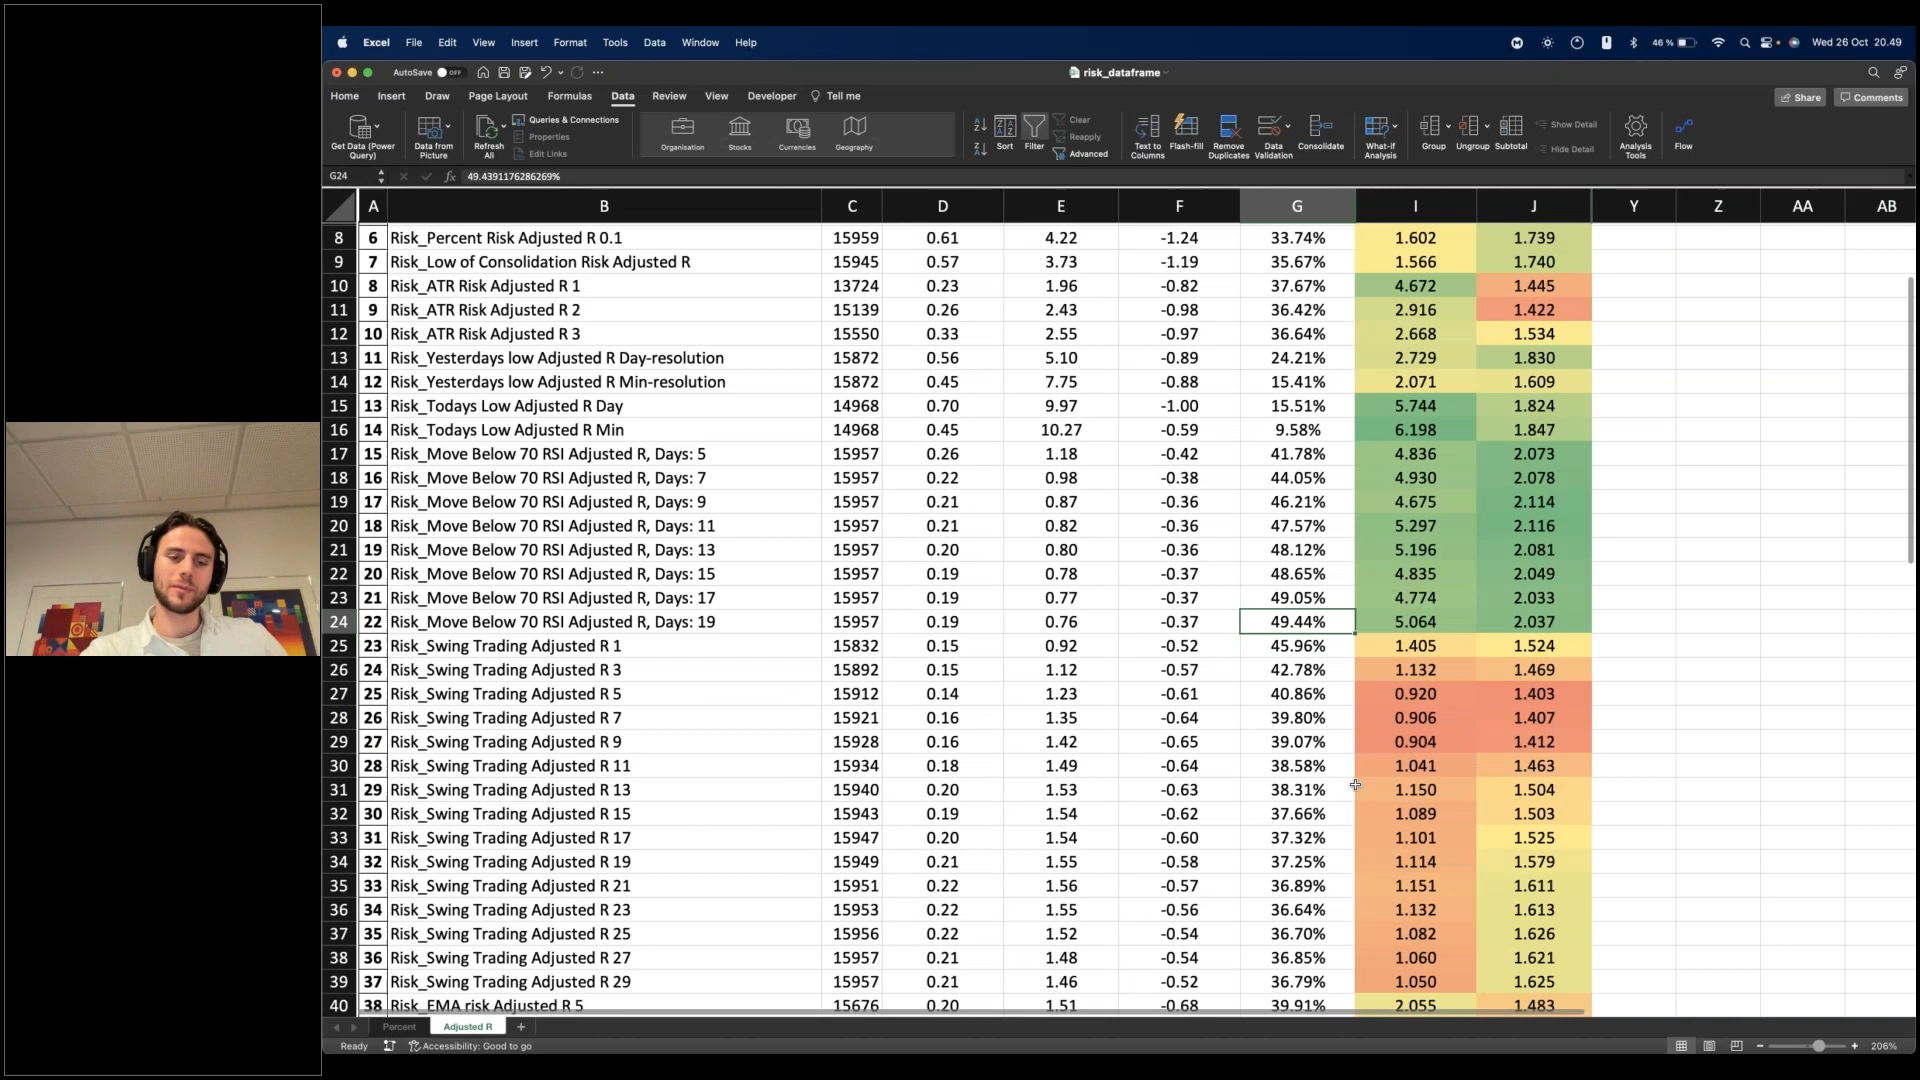 Excel File Edit View Insert Format Tools Data Window Help 46 % Wed 26 Oct 20.49
AutoSave OFF risk_dataframe
Home Insert Draw Page Layout Formulas Data Review View Developer Tell me Share Comments
Get Data (Power Query) Data from Picture Refresh All Queries & Connections Properties Edit Links Organisation Stocks Currencies Geography Sort Filter Clear Reapply Advanced Text to Columns Flash-fill Remove Duplicates Data Validation Consolidate What-if Analysis Group Ungroup Subtotal Show Detail Hide Detail Analysis Tools Flow
G24 fx 49.4391176286269%
A B C D E F G I J Y Z AA AB
8 6 Risk_Percent Risk Adjusted R 0.1 15959 0.61 4.22 -1.24 33.74% 1.602 1.739
9 7 Risk_Low of Consolidation Risk Adjusted R 15945 0.57 3.73 -1.19 35.67% 1.566 1.740
10 8 Risk_ATR Risk Adjusted R 1 13724 0.23 1.96 -0.82 37.67% 4.672 1.445
11 9 Risk_ATR Risk Adjusted R 2 15139 0.26 2.43 -0.98 36.42% 2.916 1.422
12 10 Risk_ATR Risk Adjusted R 3 15550 0.33 2.55 -0.97 36.64% 2.668 1.534
13 11 Risk_Yesterdays low Adjusted R Day-resolution 15872 0.56 5.10 -0.89 24.21% 2.729 1.830
14 12 Risk_Yesterdays low Adjusted R Min-resolution 15872 0.45 7.75 -0.88 15.41% 2.071 1.609
15 13 Risk_Todays Low Adjusted R Day 14968 0.70 9.97 -1.00 15.51% 5.744 1.824
16 14 Risk_Todays Low Adjusted R Min 14968 0.45 10.27 -0.59 9.58% 6.198 1.847
17 15 Risk_Move Below 70 RSI Adjusted R, Days: 5 15957 0.26 1.18 -0.42 41.78% 4.836 2.073
18 16 Risk_Move Below 70 RSI Adjusted R, Days: 7 15957 0.22 0.98 -0.38 44.05% 4.930 2.078
19 17 Risk_Move Below 70 RSI Adjusted R, Days: 9 15957 0.21 0.87 -0.36 46.21% 4.675 2.114
20 18 Risk_Move Below 70 RSI Adjusted R, Days: 11 15957 0.21 0.82 -0.36 47.57% 5.297 2.116
21 19 Risk_Move Below 70 RSI Adjusted R, Days: 13 15957 0.20 0.80 -0.36 48.12% 5.196 2.081
22 20 Risk_Move Below 70 RSI Adjusted R, Days: 15 15957 0.19 0.78 -0.37 48.65% 4.835 2.049
23 21 Risk_Move Below 70 RSI Adjusted R, Days: 17 15957 0.19 0.77 -0.37 49.05% 4.774 2.033
24 22 Risk_Move Below 70 RSI Adjusted R, Days: 19 15957 0.19 0.76 -0.37 49.44% 5.064 2.037
25 23 Risk_Swing Trading Adjusted R 1 15832 0.15 0.92 -0.52 45.96% 1.405 1.524
26 24 Risk_Swing Trading Adjusted R 3 15892 0.15 1.12 -0.57 42.78% 1.132 1.469
27 25 Risk_Swing Trading Adjusted R 5 15912 0.14 1.23 -0.61 40.86% 0.920 1.403
28 26 Risk_Swing Trading Adjusted R 7 15921 0.16 1.35 -0.64 39.80% 0.906 1.407
29 27 Risk_Swing Trading Adjusted R 9 15928 0.16 1.42 -0.65 39.07% 0.904 1.412
30 28 Risk_Swing Trading Adjusted R 11 15934 0.18 1.49 -0.64 38.58% 1.041 1.463
31 29 Risk_Swing Trading Adjusted R 13 15940 0.20 1.53 -0.63 38.31% 1.150 1.504
32 30 Risk_Swing Trading Adjusted R 15 15943 0.19 1.54 -0.62 37.66% 1.089 1.503
33 31 Risk_Swing Trading Adjusted R 17 15947 0.20 1.54 -0.60 37.32% 1.101 1.525
34 32 Risk_Swing Trading Adjusted R 19 15949 0.21 1.55 -0.58 37.25% 1.114 1.579
35 33 Risk_Swing Trading Adjusted R 21 15951 0.22 1.56 -0.57 36.89% 1.151 1.611
36 34 Risk_Swing Trading Adjusted R 23 15953 0.22 1.55 -0.56 36.64% 1.132 1.613
37 35 Risk_Swing Trading Adjusted R 25 15956 0.22 1.52 -0.54 36.70% 1.082 1.626
38 36 Risk_Swing Trading Adjusted R 27 15957 0.21 1.48 -0.54 36.85% 1.060 1.621
39 37 Risk_Swing Trading Adjusted R 29 15957 0.21 1.46 -0.52 36.79% 1.050 1.625
40 38 Risk_EMA risk Adjusted R 5 15676 0.20 1.51 -0.68 39.91% 2.055 1.483
Percent Adjusted R +
Ready Accessibility: Good to go 206%